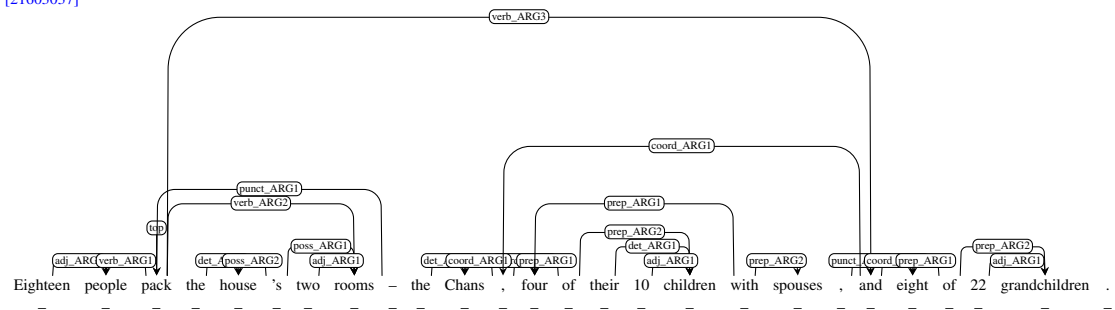 verb_ARG3
coord_ARG1
punct_ARG1
verb_ARG2
prep_ARG1
top
prep_ARG2
poss_ARG1
det_ARG1
prep_ARG2
verb_ARG1
poss_ARG2
adj_ARG1
coord_ARG1
prep_ARG1
adj_ARG1
prep_ARG2
prep_ARG1
adj_ARG1
Eighteen people pack the house 's two rooms – the Chans , four of their 10 children with spouses , and eight of 22 grandchildren .